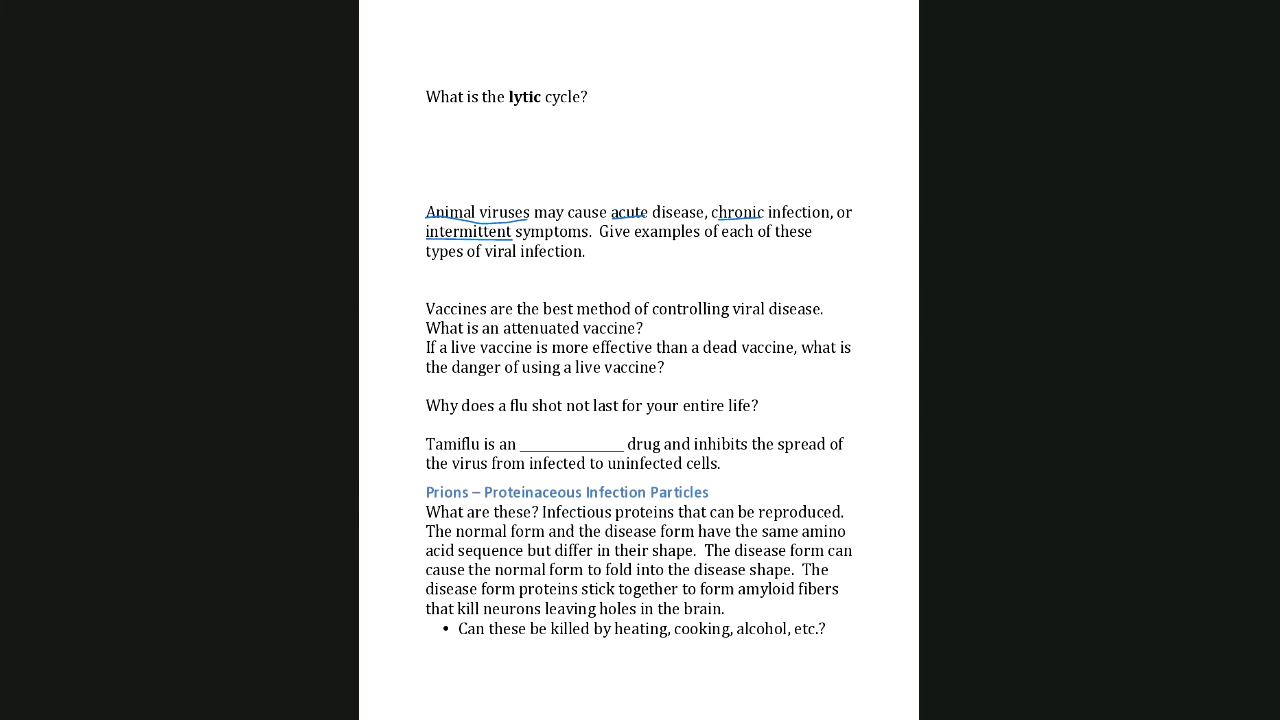 What is the lytic cycle?
Animal viruses may cause acute disease, chronic infection, or
intermittent symptoms.  Give examples of each of these
types of viral infection.
Vaccines are the best method of controlling viral disease.
What is an attenuated vaccine?
If a live vaccine is more effective than a dead vaccine, what is
the danger of using a live vaccine?
Why does a flu shot not last for your entire life?
Tamiflu is an _______________ drug and inhibits the spread of
the virus from infected to uninfected cells.
Prions – Proteinaceous Infection Particles
What are these? Infectious proteins that can be reproduced.
The normal form and the disease form have the same amino
acid sequence but differ in their shape.  The disease form can
cause the normal form to fold into the disease shape.  The
disease form proteins stick together to form amyloid fibers
that kill neurons leaving holes in the brain.
• Can these be killed by heating, cooking, alcohol, etc.?